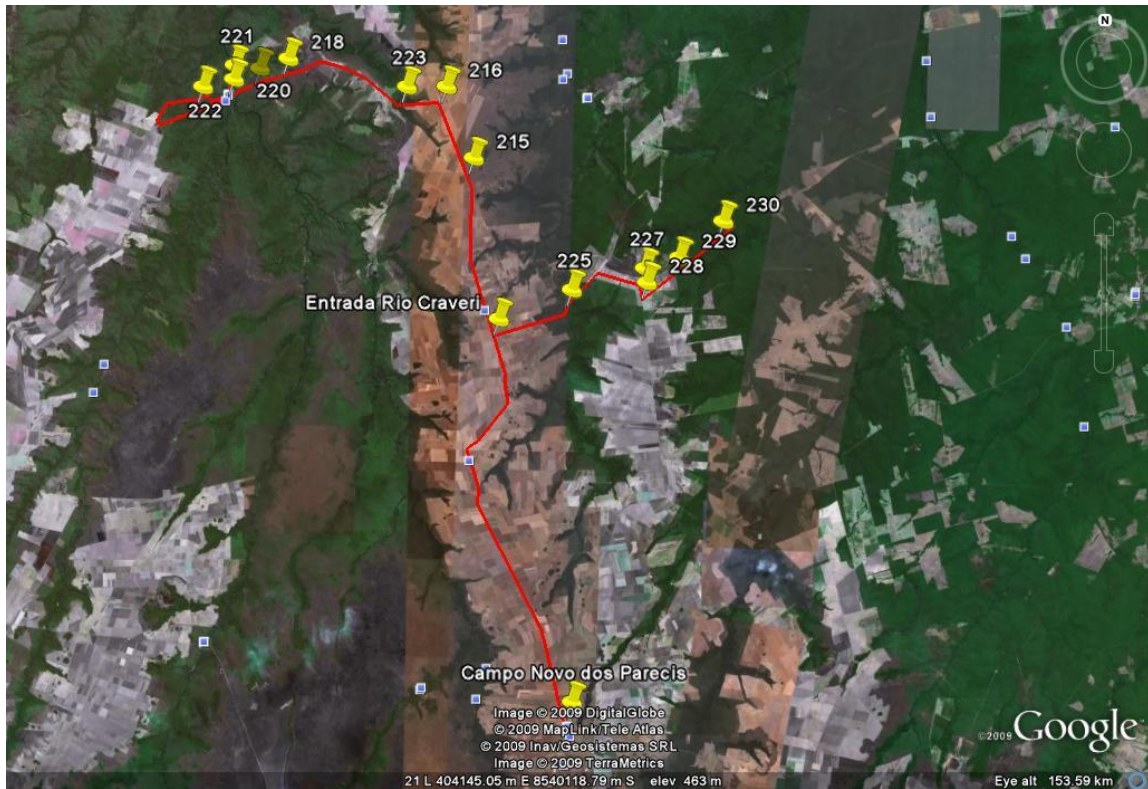 N
221
218
223
216
220
222
215
230
227
229
225
228
Entrada Rio Craveri
Campo Novo dos Parecis
Image © 2009 DigitalGlobe
© 2009 MapLink/Tele Atlas
© 2009 Inav/Geosistemas SRL
Image © 2009 TerraMetrics
©2009 Google
21 L 404145.05 m E 8540118.79 m S elev 463 m
Eye alt 153.59 km